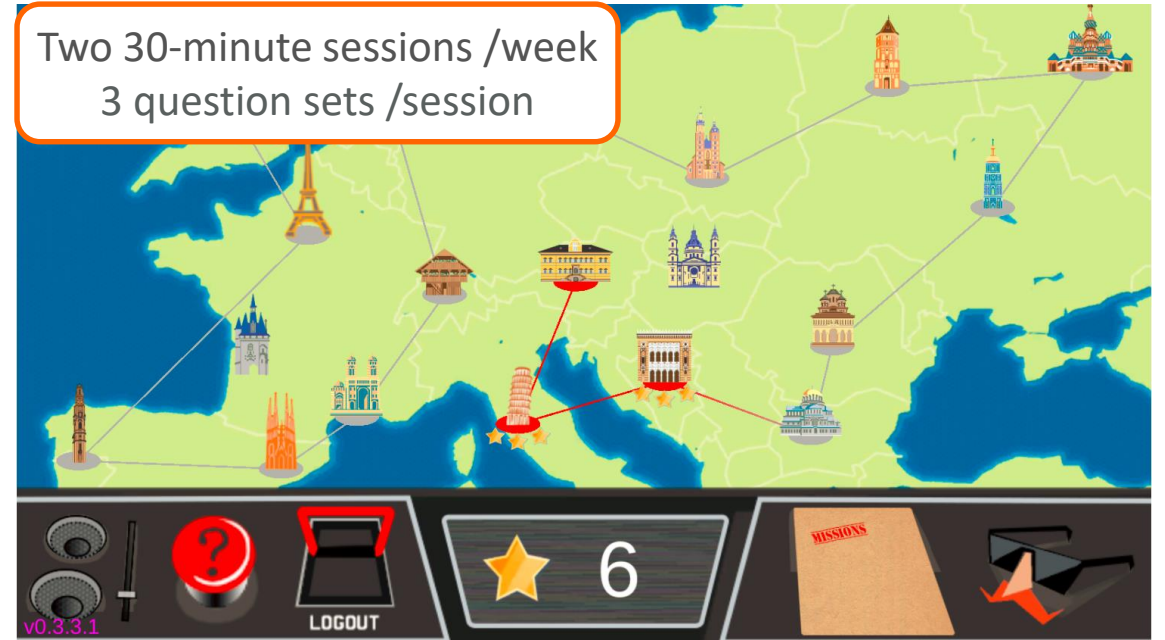 Two 30-minute sessions /week
3 question sets /session
?
LOGOUT
6
MISSIONS
v0.3.3.1